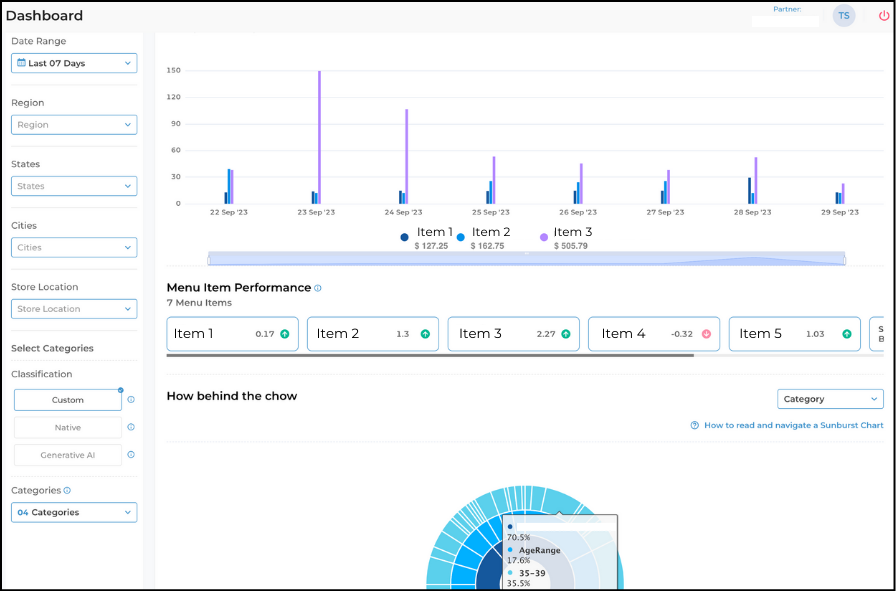 Dashboard
Partner:
TS
Date Range
Last 07 Days
Region
Region
States
States
Cities
Cities
Store Location
Store Location
Select Categories
Classification
Custom
Native
Generative AI
Categories
04 Categories
150
120
90
60
30
0
22 Sep '23
23 Sep '23
24 Sep '23
25 Sep '23
26 Sep '23
27 Sep '23
28 Sep '23
29 Sep '23
Item 1
$ 127.25
Item 2
$ 162.75
Item 3
$ 505.79
Menu Item Performance
7 Menu Items
Item 1 0.17
Item 2 1.3
Item 3 2.27
Item 4 -0.32
Item 5 1.03
S
B
How behind the chow
Category
How to read and navigate a Sunburst Chart
70.5%
AgeRange
17.6%
35-39
35.5%